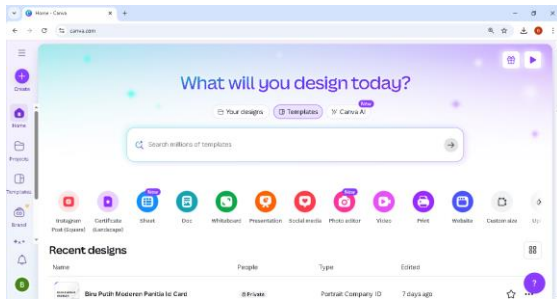 Home - Canva
canva.com
Create
Home
Projects
Templates
Brand
What will you design today?
Your designs
Templates
Canva AI
New
Search millions of templates
New
New
Instagram Post (Square)
Certificate (Landscape)
Sheet
Doc
Whiteboard
Presentation
Social media
Photo editor
Video
Print
Website
Custom size
Recent designs
Name
People
Type
Edited
Biru Putih Moderen Panitia Id Card
Private
Portrait Company ID
7 days ago
?